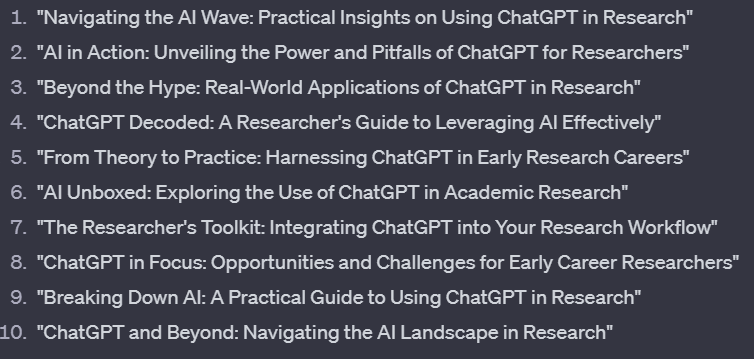 1. "Navigating the AI Wave: Practical Insights on Using ChatGPT in Research"
2. "AI in Action: Unveiling the Power and Pitfalls of ChatGPT for Researchers"
3. "Beyond the Hype: Real-World Applications of ChatGPT in Research"
4. "ChatGPT Decoded: A Researcher's Guide to Leveraging AI Effectively"
5. "From Theory to Practice: Harnessing ChatGPT in Early Research Careers"
6. "AI Unboxed: Exploring the Use of ChatGPT in Academic Research"
7. "The Researcher's Toolkit: Integrating ChatGPT into Your Research Workflow"
8. "ChatGPT in Focus: Opportunities and Challenges for Early Career Researchers"
9. "Breaking Down AI: A Practical Guide to Using ChatGPT in Research"
10. "ChatGPT and Beyond: Navigating the AI Landscape in Research"